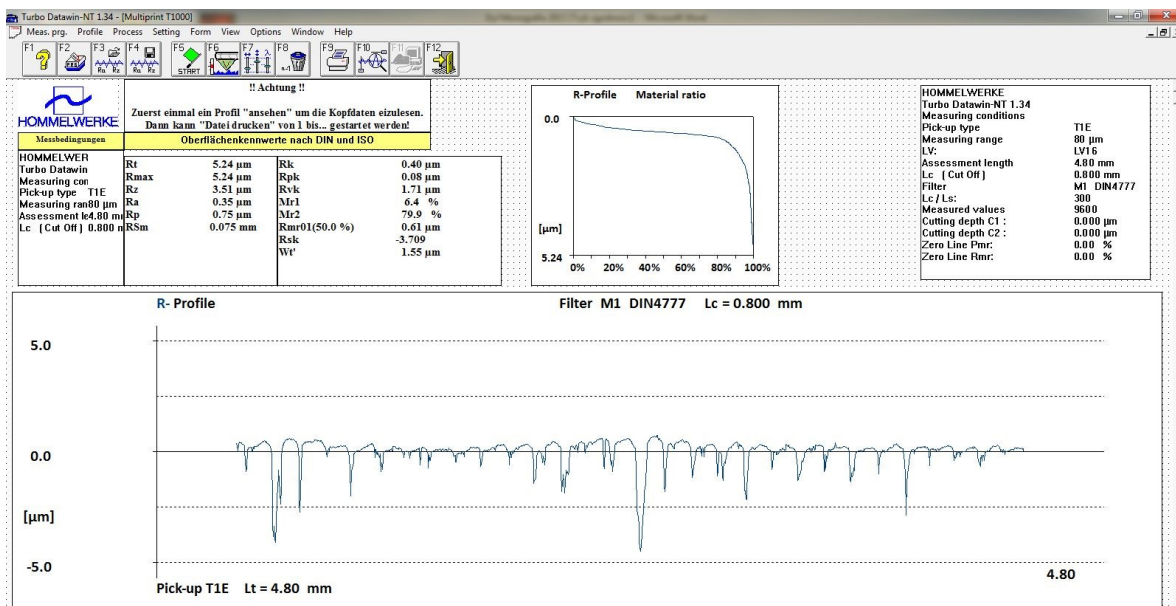 Turbo Datawin-NT 1.34 - [Multiprint T1000]
Meas. prg. Profile Process Setting Form View Options Window Help
F1 F2 F3 F4 F5 F6 F7 F8 F9 F10 F11 F12
Ra Rz Ra Rz START
HOMMELWERKE
!! Achtung !!
Zuerst einmal ein Profil "ansehen" um die Kopfdaten eizulesen.
Dann kann "Datei drucken" von 1 bis... gestartet werden!
Messbedingungen
Oberflächenkennwerte nach DIN und ISO
HOMMELWER
Turbo Datawin
Measuring con
Pick-up type T1E
Measuring ran80 µm
Assessment le4.80 m
Lc ( Cut Off ) 0.800 n
Rt 5.24 µm
Rmax 5.24 µm
Rz 3.51 µm
Ra 0.35 µm
Rp 0.75 µm
RSm 0.075 mm
Rk 0.40 µm
Rpk 0.08 µm
Rvk 1.71 µm
Mr1 6.4 %
Mr2 79.9 %
Rmr01(50.0 %) 0.61 µm
Rsk -3.709
Wt' 1.55 µm
R-Profile Material ratio
0.0
[µm]
5.24
0% 20% 40% 60% 80% 100%
HOMMELWERKE
Turbo Datawin-NT 1.34
Measuring conditions
Pick-up type T1E
Measuring range 80 µm
LV: LV16
Assessment length 4.80 mm
Lc ( Cut Off ) 0.800 mm
Filter M1 DIN4777
Lc / Ls: 300
Measured values 9600
Cutting depth C1 : 0.000 µm
Cutting depth C2 : 0.000 µm
Zero Line Pmr: 0.00 %
Zero Line Rmr: 0.00 %
R- Profile Filter M1 DIN4777 Lc = 0.800 mm
5.0
0.0
[µm]
-5.0
4.80
Pick-up T1E Lt = 4.80 mm